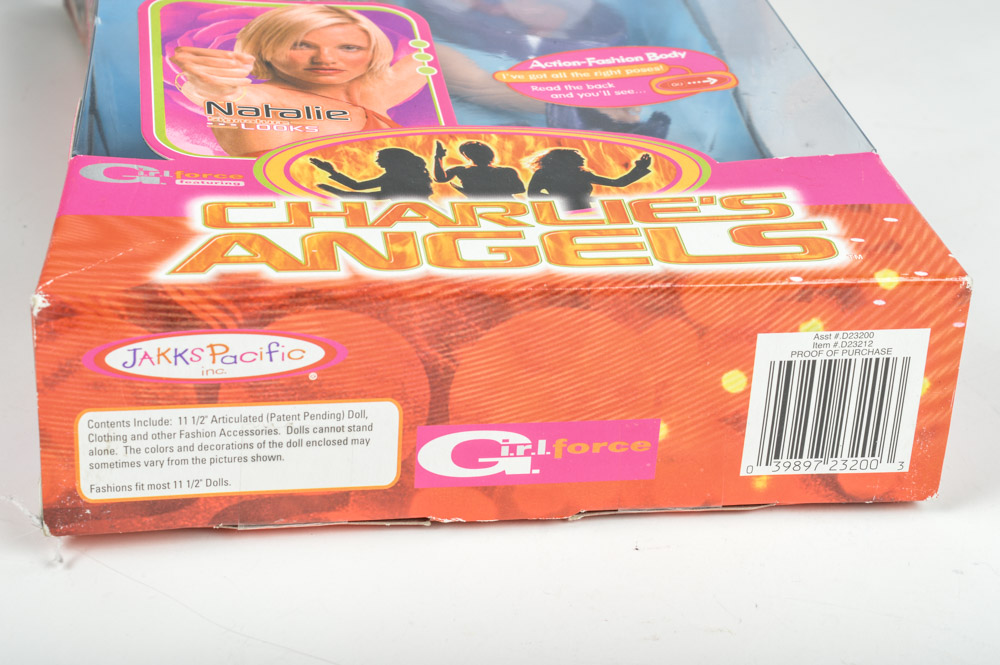 Action-Fashion Body
I've got all the right poses!
Read the back
and you'll see...
Natalie
LOOKS
G.i.r.l.force
featuring
CHARLIE'S
ANGELS
TM
JAKKS Pacific
inc.
®
Contents Include: 11 1/2" Articulated (Patent Pending) Doll,
Clothing and other Fashion Accessories. Dolls cannot stand
alone. The colors and decorations of the doll enclosed may
sometimes vary from the pictures shown.
Fashions fit most 11 1/2" Dolls.
G.i.r.l.force
Asst #.D23200
Item #.D23212
PROOF OF PURCHASE
0 39897 23200 3